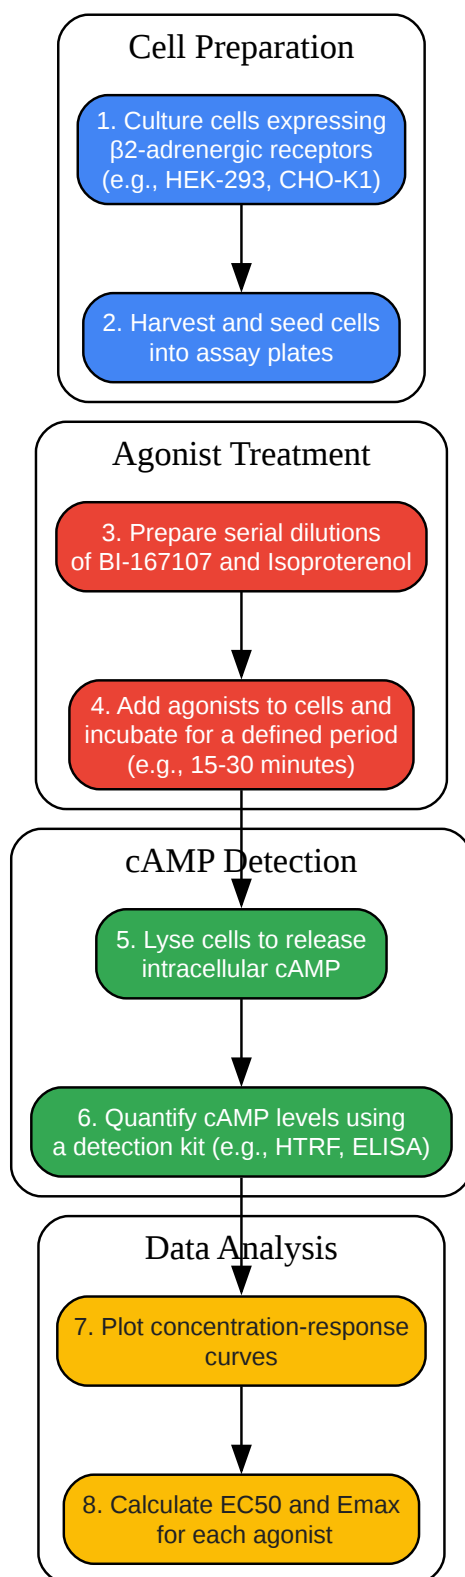 Cell Preparation
1. Culture cells expressing
β2-adrenergic receptors
(e.g., HEK-293, CHO-K1)
2. Harvest and seed cells
into assay plates
Agonist Treatment
3. Prepare serial dilutions
of BI-167107 and Isoproterenol
4. Add agonists to cells and
incubate for a defined period
(e.g., 15-30 minutes)
cAMP Detection
5. Lyse cells to release
intracellular cAMP
6. Quantify cAMP levels using
a detection kit (e.g., HTRF, ELISA)
Data Analysis
7. Plot concentration-response
curves
8. Calculate EC50 and Emax
for each agonist